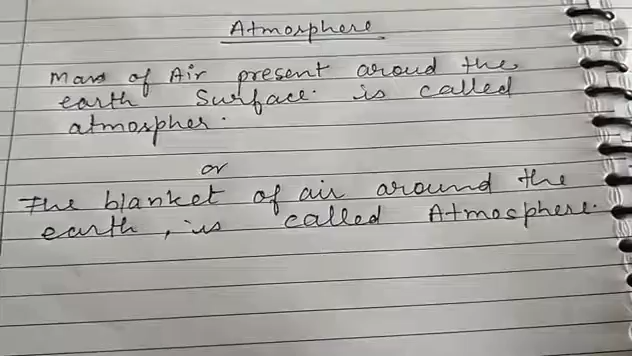 Atmosphere
Mass of Air present aroud the
earth Surface. is called
atmospher.
or
The blanket of air around the
earth, is called Atmosphere.